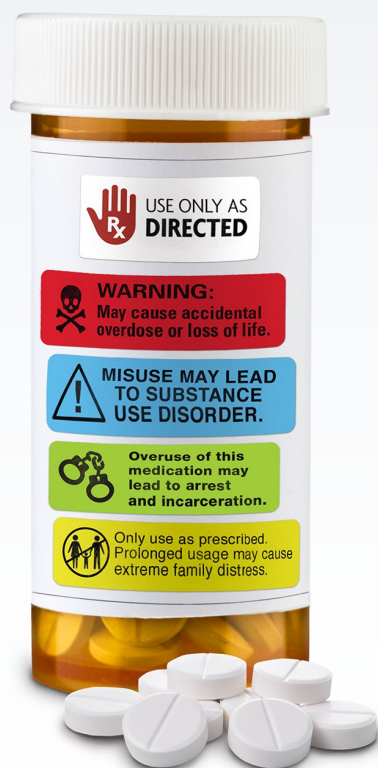 Rx
USE ONLY AS
DIRECTED
WARNING:
May cause accidental
overdose or loss of life.
MISUSE MAY LEAD
TO SUBSTANCE
USE DISORDER.
Overuse of this
medication may
lead to arrest
and incarceration.
Only use as prescribed.
Prolonged usage may cause
extreme family distress.